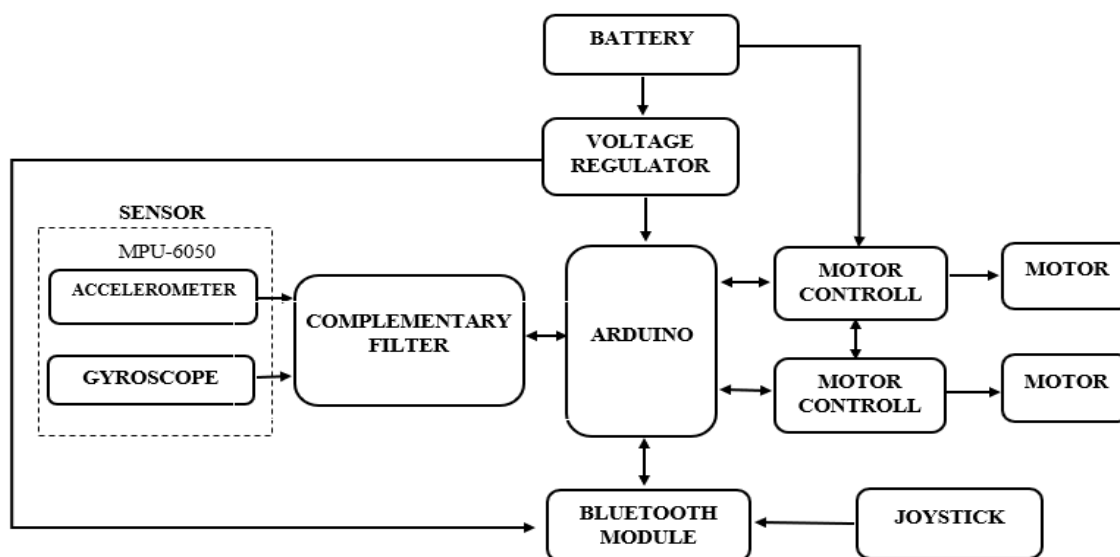 BATTERY
VOLTAGE
REGULATOR
SENSOR
MPU-6050
ACCELEROMETER
GYROSCOPE
COMPLEMENTARY
FILTER
ARDUINO
MOTOR
CONTROLL
MOTOR
MOTOR
CONTROLL
MOTOR
BLUETOOTH
MODULE
JOYSTICK